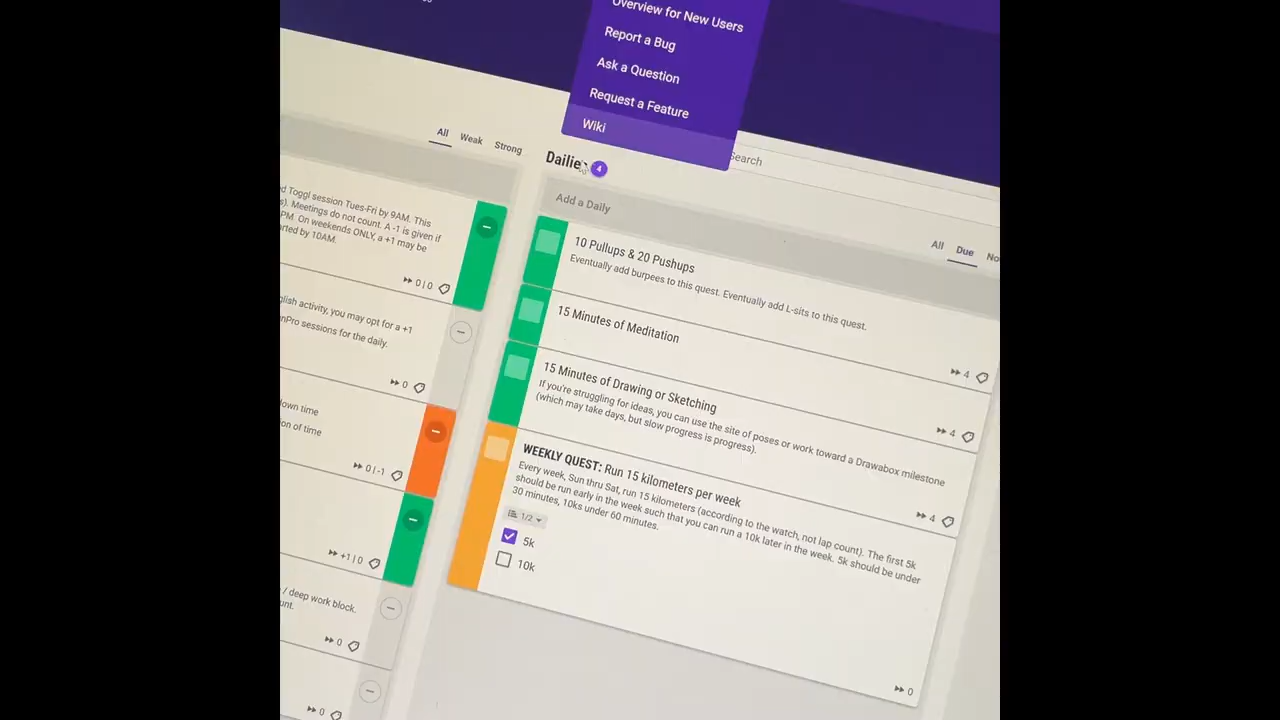 Overview for New Users
Report a Bug
Ask a Question
Request a Feature
Wiki
Search
All Weak Strong
Dailies 4
Add a Daily
All Due
Toggl session Tues-Fri by 9AM. This
Meetings do not count. A -1 is given if
PM. On weekends ONLY, a +1 may be
by 10AM.
0|0
activity, you may opt for a +1
sessions for the daily.
0
down time
of time
0|-1
+1|0
/ deep work block.
0
0
10 Pullups & 20 Pushups
Eventually add burpees to this quest. Eventually add L-sits to this quest.
4
15 Minutes of Meditation
4
15 Minutes of Drawing or Sketching
If you're struggling for ideas, you can use the site of poses or work toward a Drawabox milestone
(which may take days, but slow progress is progress).
4
WEEKLY QUEST: Run 15 kilometers per week
Every week, Sun thru Sat, run 15 kilometers (according to the watch, not lap count). The first 5k
should be run early in the week such that you can run a 10k later in the week. 5k should be under
30 minutes, 10ks under 60 minutes.
1/2
5k
10k
0